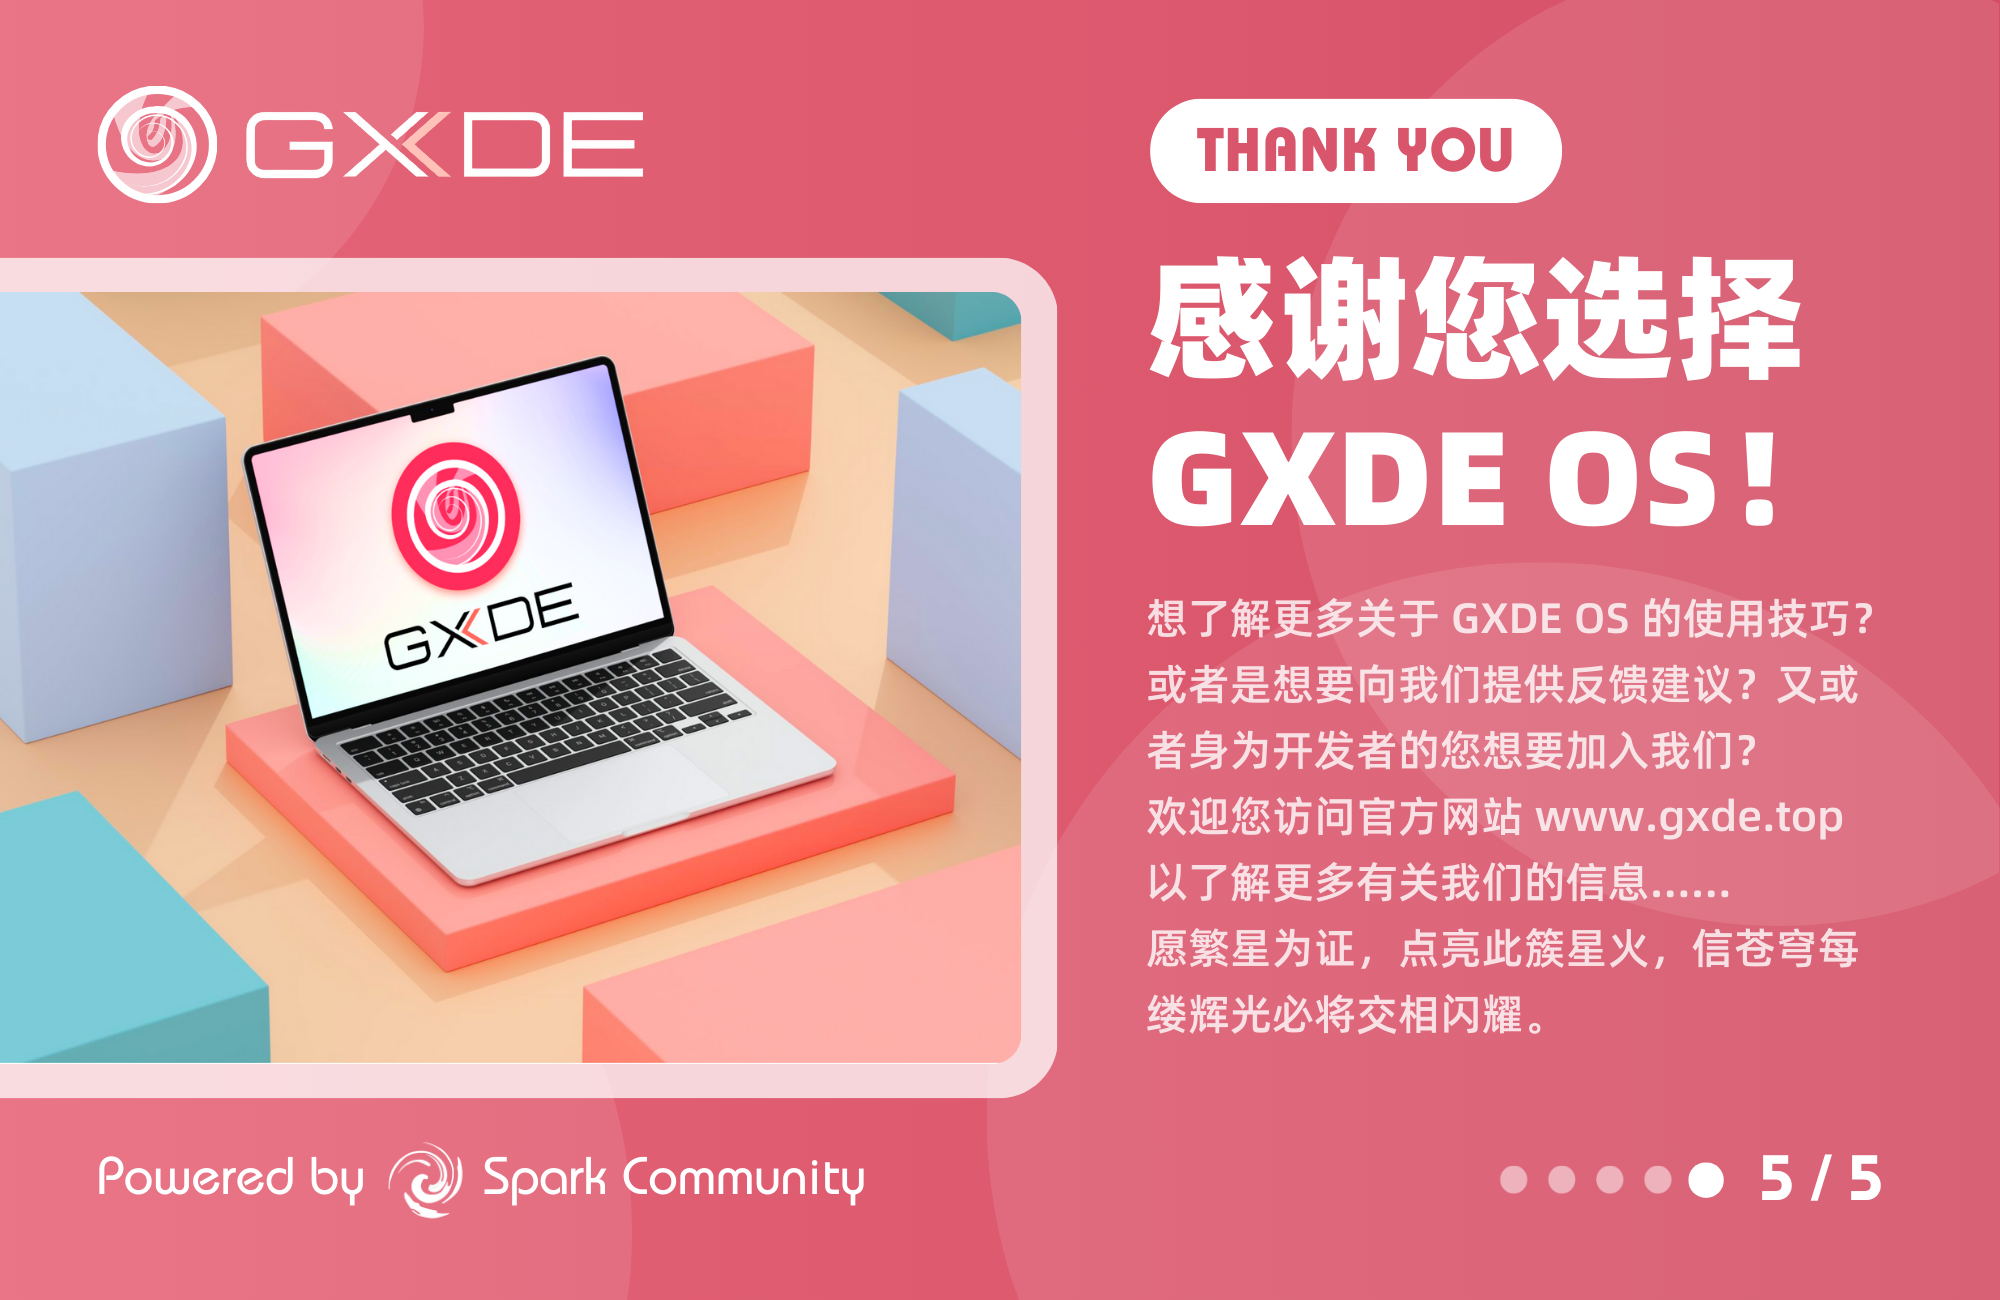 GXDE
THANK YOU
感谢您选择
GXDE OS！
GXDE
想了解更多关于 GXDE OS 的使用技巧？
或者是想要向我们提供反馈建议？又或
者身为开发者的您想要加入我们？
欢迎您访问官方网站 www.gxde.top
以了解更多有关我们的信息……
愿繁星为证，点亮此簇星火，信苍穹每
缕辉光必将交相闪耀。
Powered by Spark Community
5 / 5